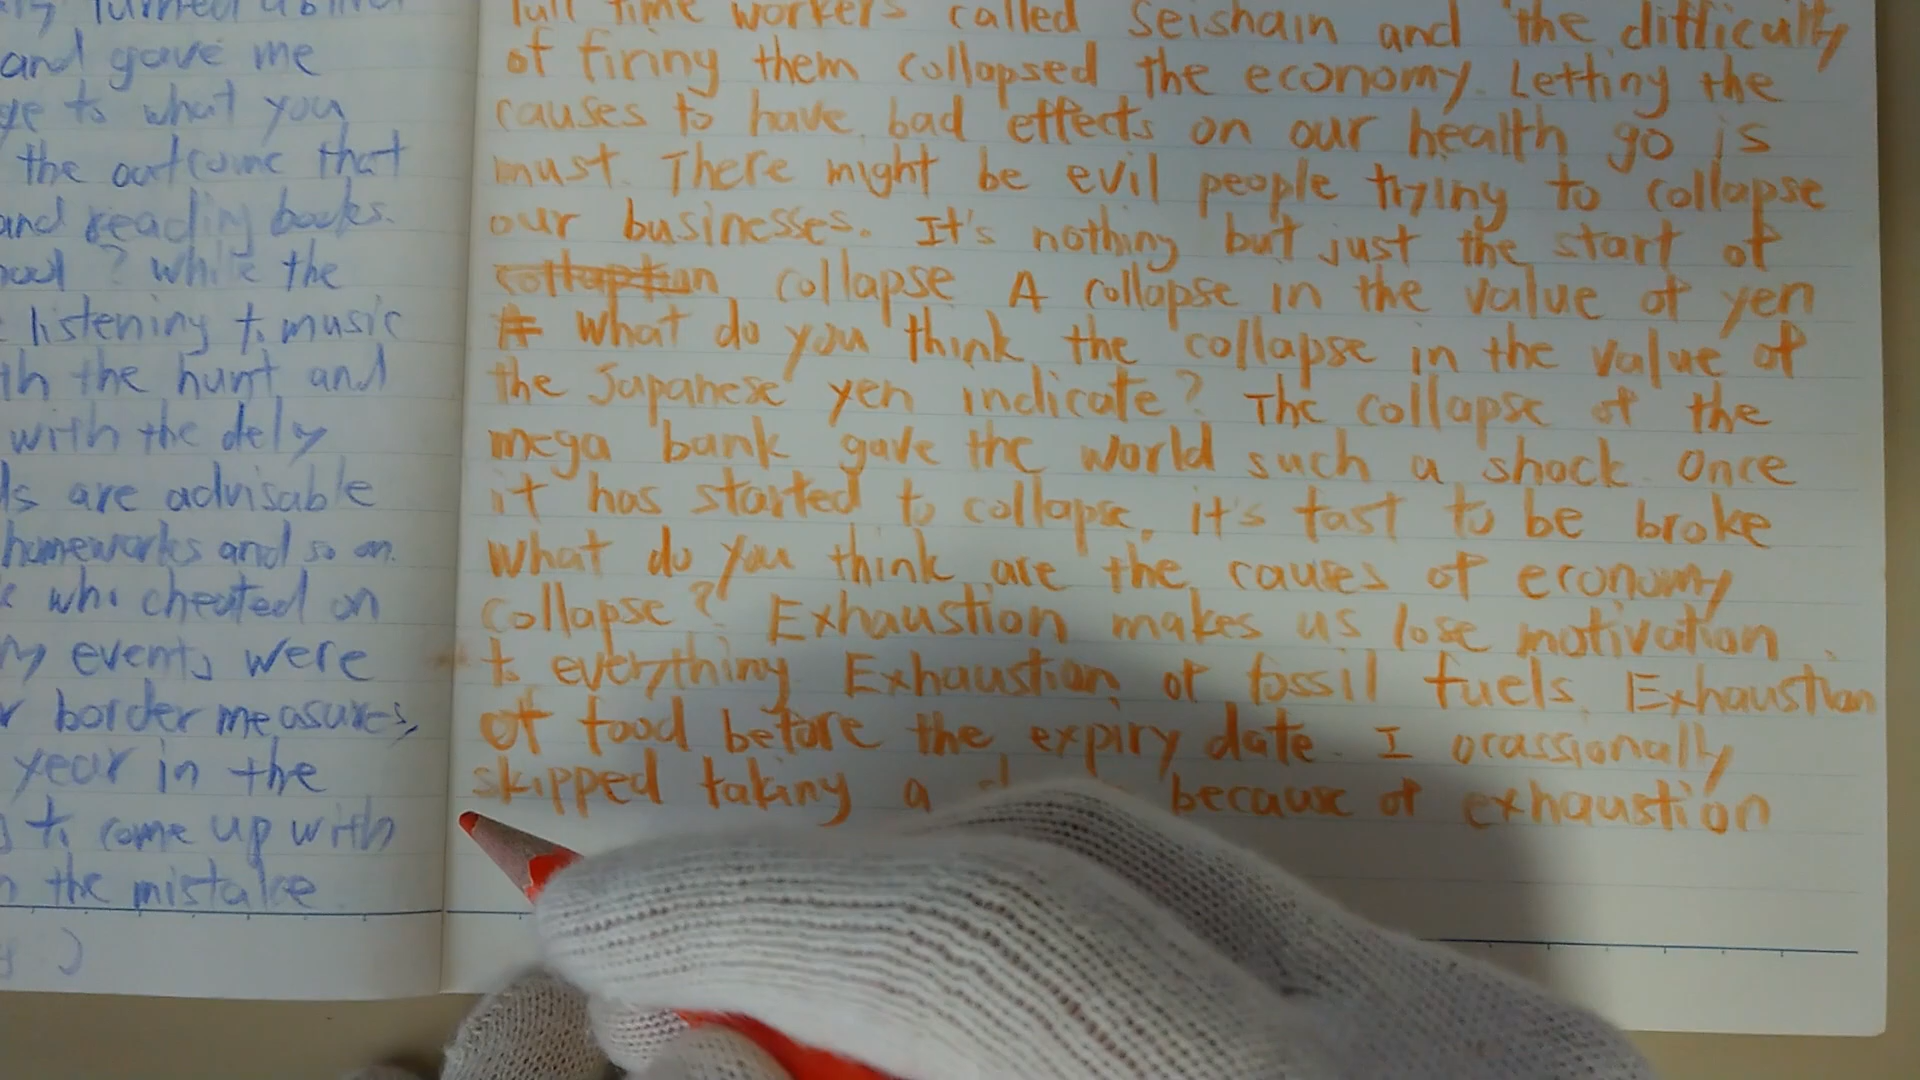 and gave me
to what you
the outcome that
and reading books.
? while the
listening to music
the hunt and
with the dely
are advisable
homeworks and so on.
who cheated on
events were
border measures,
year in the
to come up with
the mistake
full time workers called Seishain and the difficulty
of firiny them collapsed the economy. Letting the
causes to have bad effects on our health go is
must. There might be evil people tryiny to collapse
our businesses. It's nothing but just the start of
collapse A collapse in the value of yen
What do you think the collapse in the value of
the Japanese yen indicate? The collapse of the
mega bank gave the world such a shock. Once
it has started to collapse, it's fast to be broke
What do you think are the causes of economy
collapse? Exhaustion makes us lose motivation
to everything Exhaustion of fossil fuels. Exhaustion
of food before the expiry date. I ocassionally
skipped taking a because of exhaustion